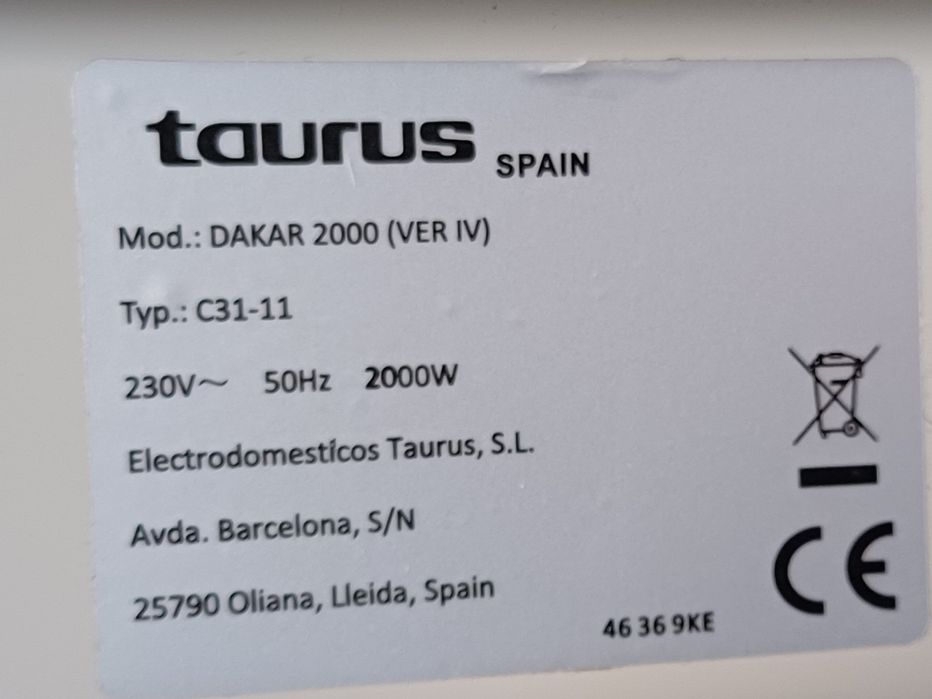 taurus SPAIN
Mod.: DAKAR 2000 (VER IV)
Typ.: C31-11
230V~ 50Hz 2000W
Electrodomesticos Taurus, S.L.
Avda. Barcelona, S/N
25790 Oliana, Lleida, Spain
46 36 9KE
CE